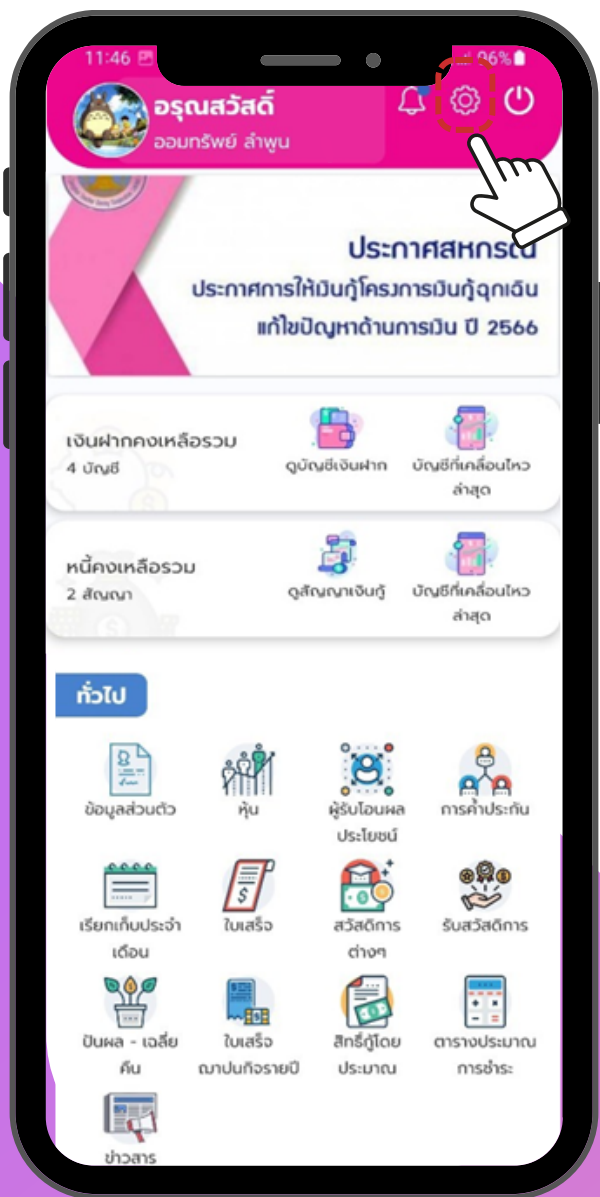 11:46
96%
อรุณสวัสดิ์
ออมทรัพย์ ลำพูน
ประกาศสหกรณ์
ประกาศการให้เงินกู้โครงการเงินกู้ฉุกเฉิน
แก้ไขปัญหาด้านการเงิน ปี 2566
เงินฝากคงเหลือรวม
4 บัญชี
ดูบัญชีเงินฝาก
บัญชีที่เคลื่อนไหว
ล่าสุด
หนี้คงเหลือรวม
2 สัญญา
ดูสัญญาเงินกู้
บัญชีที่เคลื่อนไหว
ล่าสุด
ทั่วไป
ข้อมูลส่วนตัว
หุ้น
ผู้รับโอนผล
ประโยชน์
การค้ำประกัน
เรียกเก็บประจำ
เดือน
ใบเสร็จ
สวัสดิการ
ต่างๆ
รับสวัสดิการ
ปันผล - เฉลี่ย
คืน
ใบเสร็จ
ฌาปนกิจรายปี
สิทธิ์กู้โดย
ประมาณ
ตารางประมาณ
การชำระ
ข่าวสาร